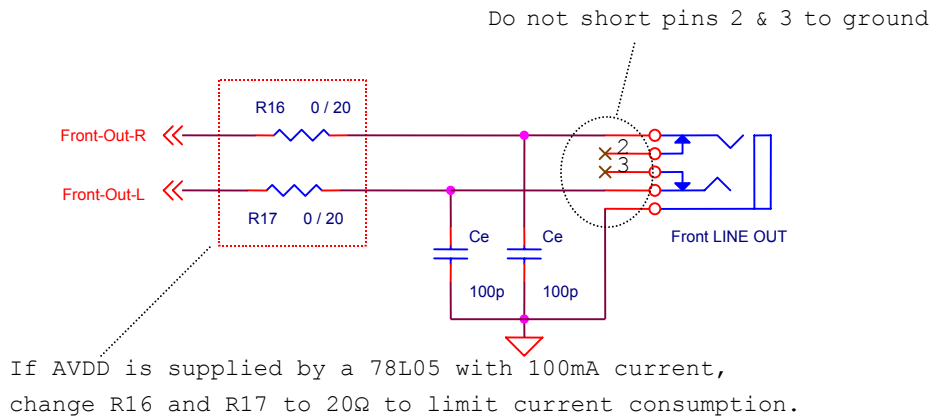 Do not short pins 2 & 3 to ground
R16 0 / 20
Front-Out-R
2
3
Front-Out-L
R17 0 / 20
Ce Ce
Front LINE OUT
100p 100p
If AVDD is supplied by a 78L05 with 100mA current,
change R16 and R17 to 20Ω to limit current consumption.